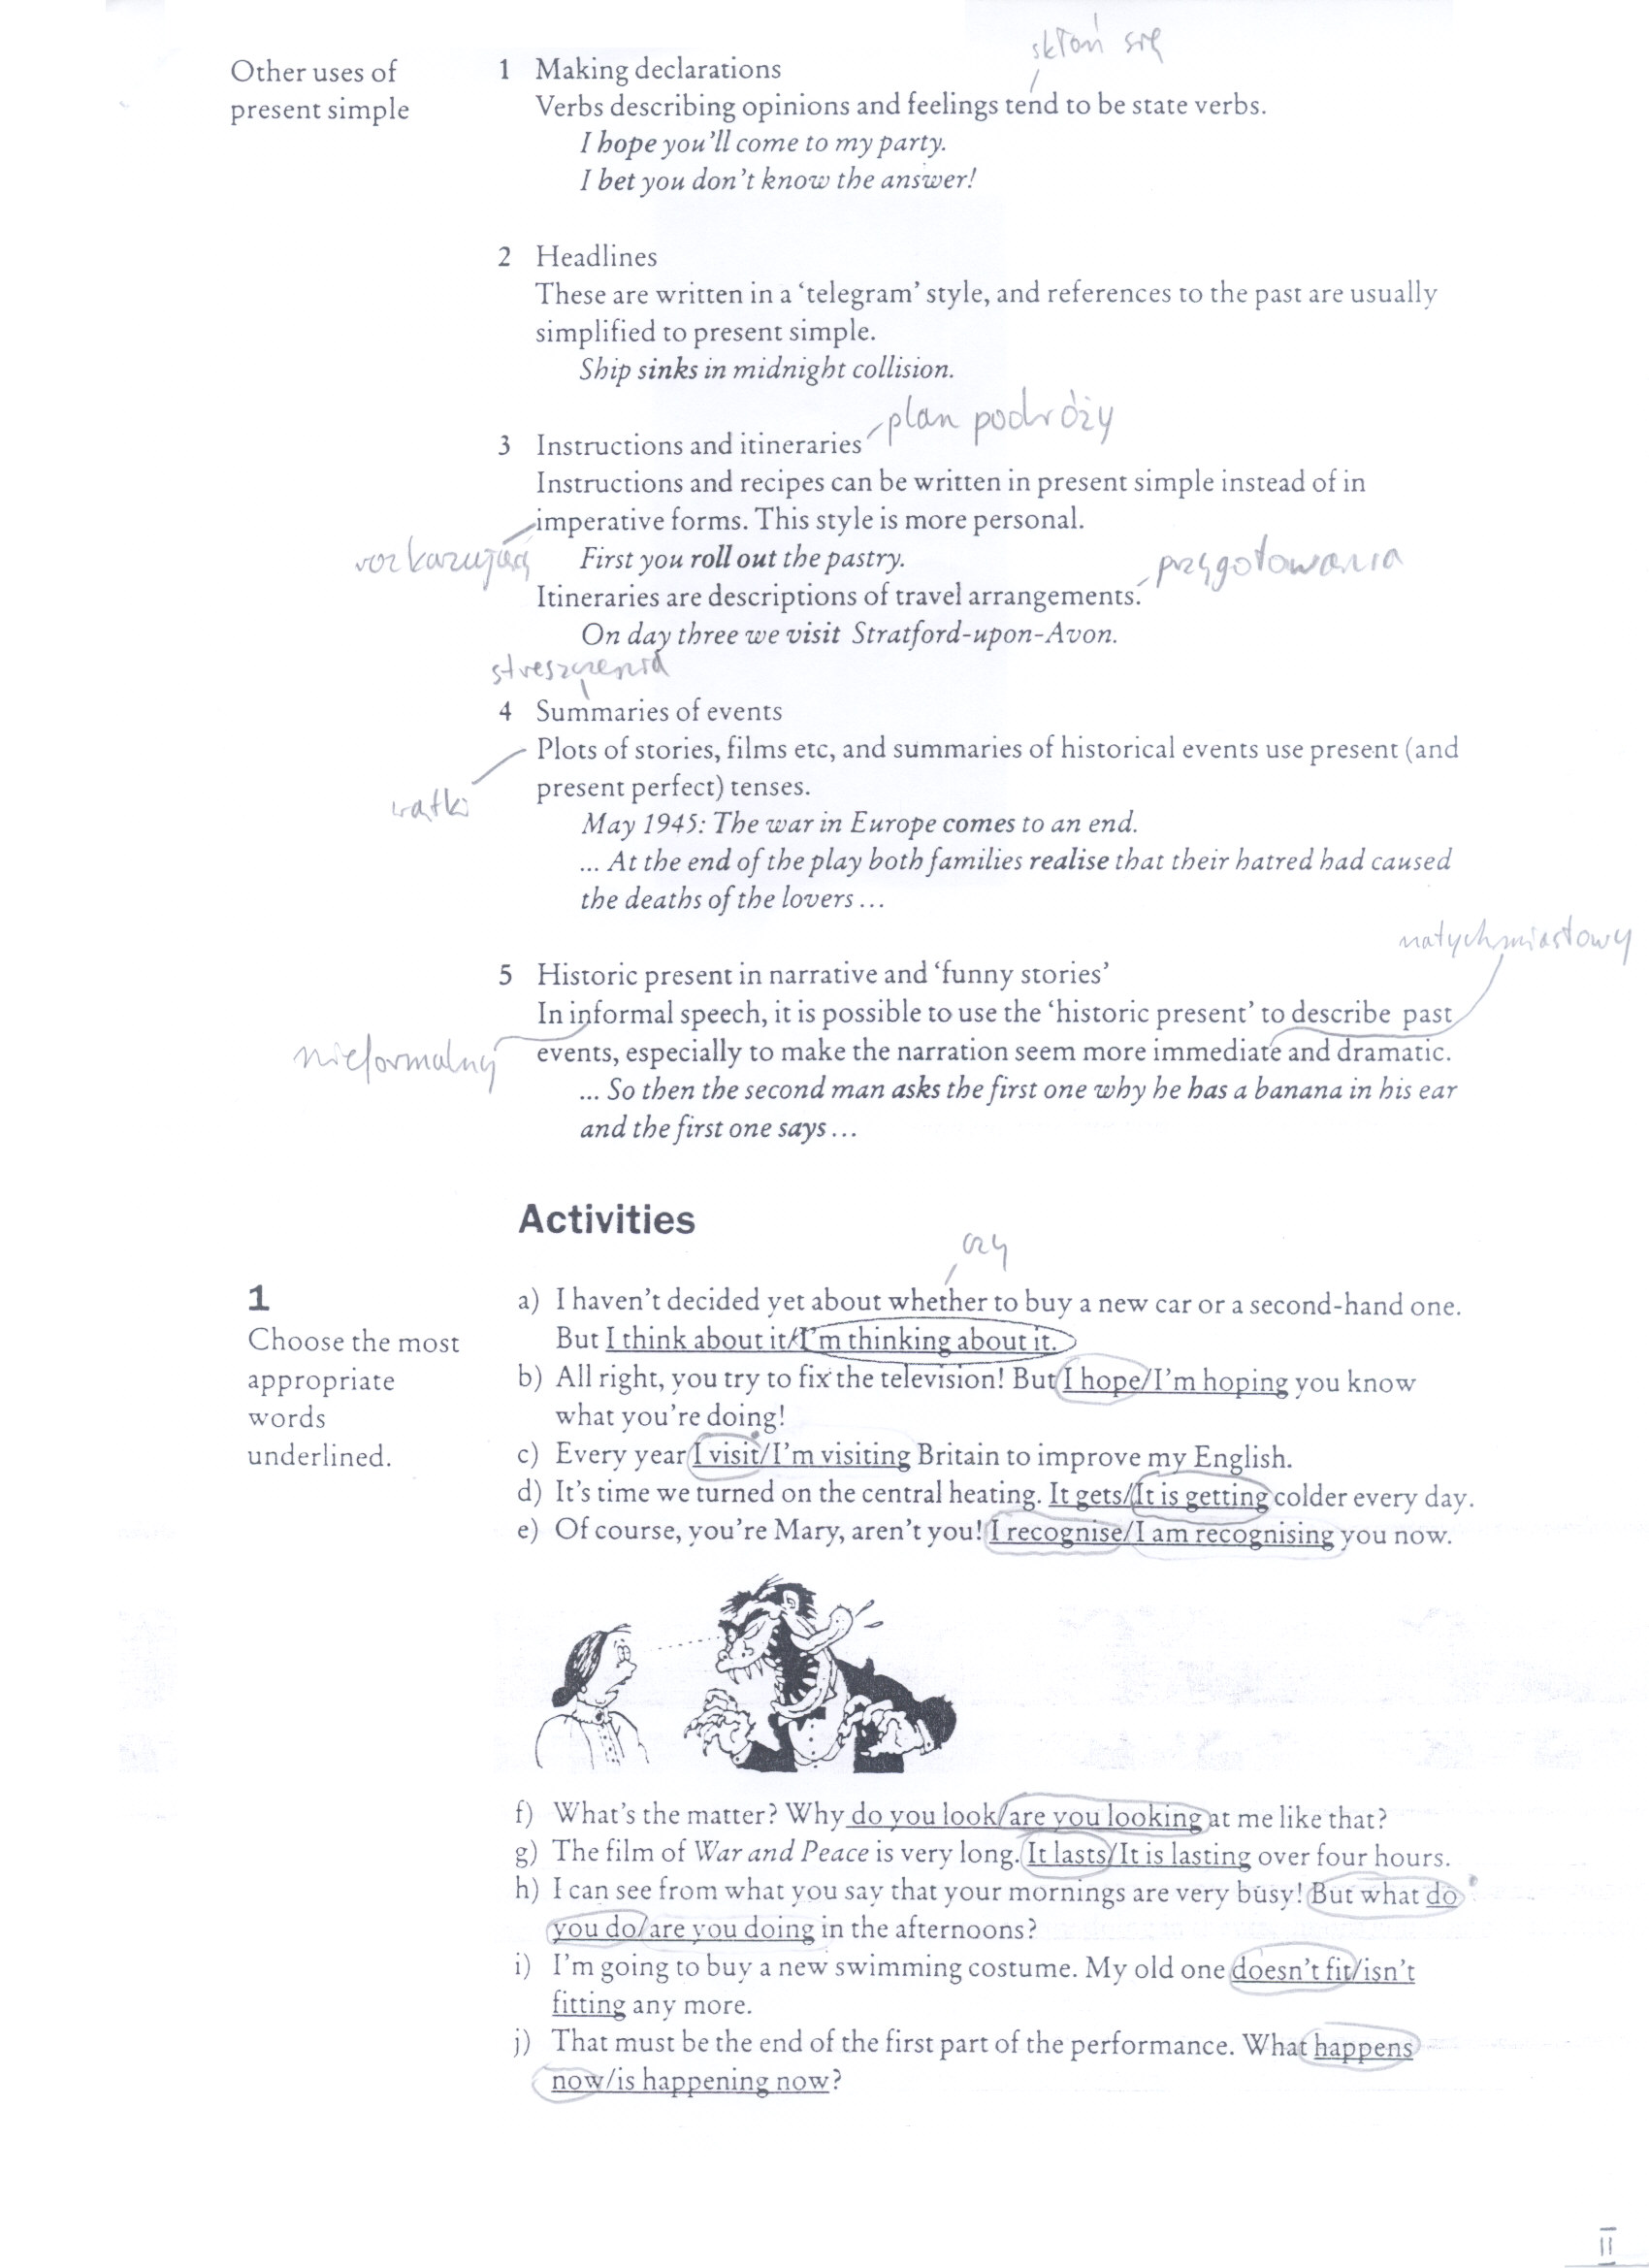 skłoń się
Other uses of
present simple
1 Making declarations
Verbs describing opinions and feelings tend to be state verbs.
I hope you'll come to my party.
I bet you don't know the answer!
2 Headlines
These are written in a ‘telegram’ style, and references to the past are usually
simplified to present simple.
Ship sinks in midnight collision.
plan podróży
3 Instructions and itineraries
Instructions and recipes can be written in present simple instead of in
imperative forms. This style is more personal.
rozkazującą
First you roll out the pastry.
przygotowania
Itineraries are descriptions of travel arrangements.
On day three we visit Stratford-upon-Avon.
streszczenia
4 Summaries of events
Plots of stories, films etc, and summaries of historical events use present (and
present perfect) tenses.
wątki
May 1945: The war in Europe comes to an end.
... At the end of the play both families realise that their hatred had caused
the deaths of the lovers ...
natychmiastowy
5 Historic present in narrative and ‘funny stories’
In informal speech, it is possible to use the ‘historic present’ to describe past
nieformalny
events, especially to make the narration seem more immediate and dramatic.
... So then the second man asks the first one why he has a banana in his ear
and the first one says ...
Activities
czy
1
Choose the most
appropriate
words
underlined.
a) I haven't decided yet about whether to buy a new car or a second-hand one.
But I think about it/I'm thinking about it.
b) All right, you try to fix the television! But I hope/I'm hoping you know
what you're doing!
c) Every year I visit/I'm visiting Britain to improve my English.
d) It's time we turned on the central heating. It gets/It is getting colder every day.
e) Of course, you're Mary, aren't you! I recognise/I am recognising you now.
f) What's the matter? Why do you look/are you looking at me like that?
g) The film of War and Peace is very long. It lasts/It is lasting over four hours.
h) I can see from what you say that your mornings are very busy! But what do
you do/are you doing in the afternoons?
i) I'm going to buy a new swimming costume. My old one doesn't fit/isn't
fitting any more.
j) That must be the end of the first part of the performance. What happens
now/is happening now?
II